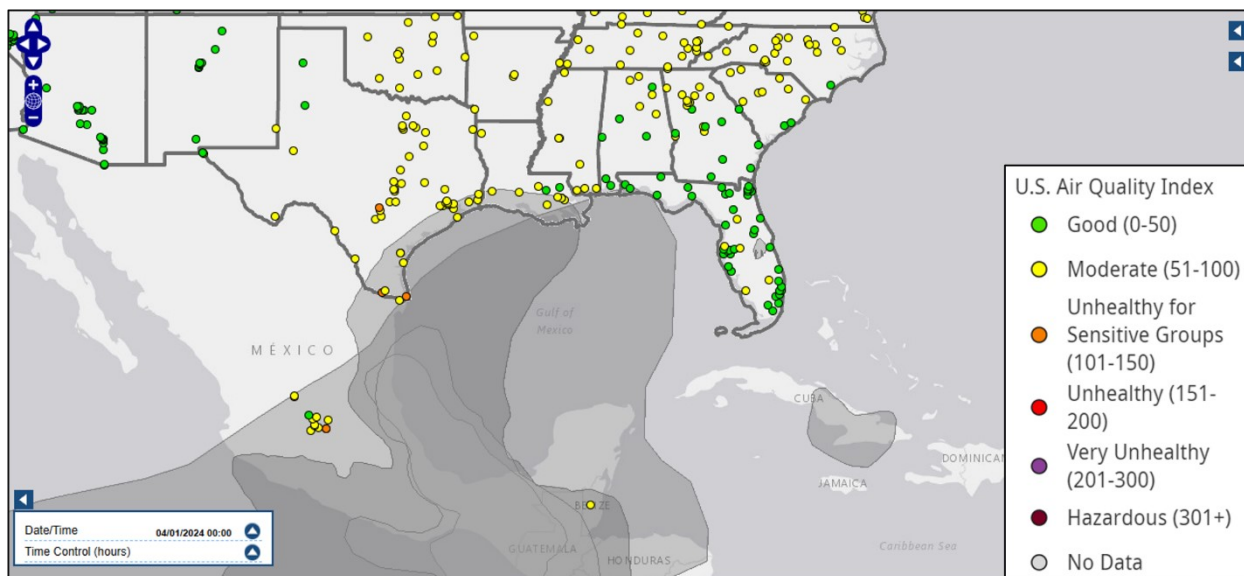 U.S. Air Quality Index
Good (0-50)
Moderate (51-100)
Unhealthy for
Sensitive Groups
(101-150)
Unhealthy (151-
200)
Very Unhealthy
(201-300)
Hazardous (301+)
No Data
Gulf of
Mexico
MÉXICO
CUBA
DOMINICAN
JAMAICA
BELIZE
GUATEMALA
HONDURAS
Caribbean Sea
Date/Time 04/01/2024 00:00
Time Control (hours)